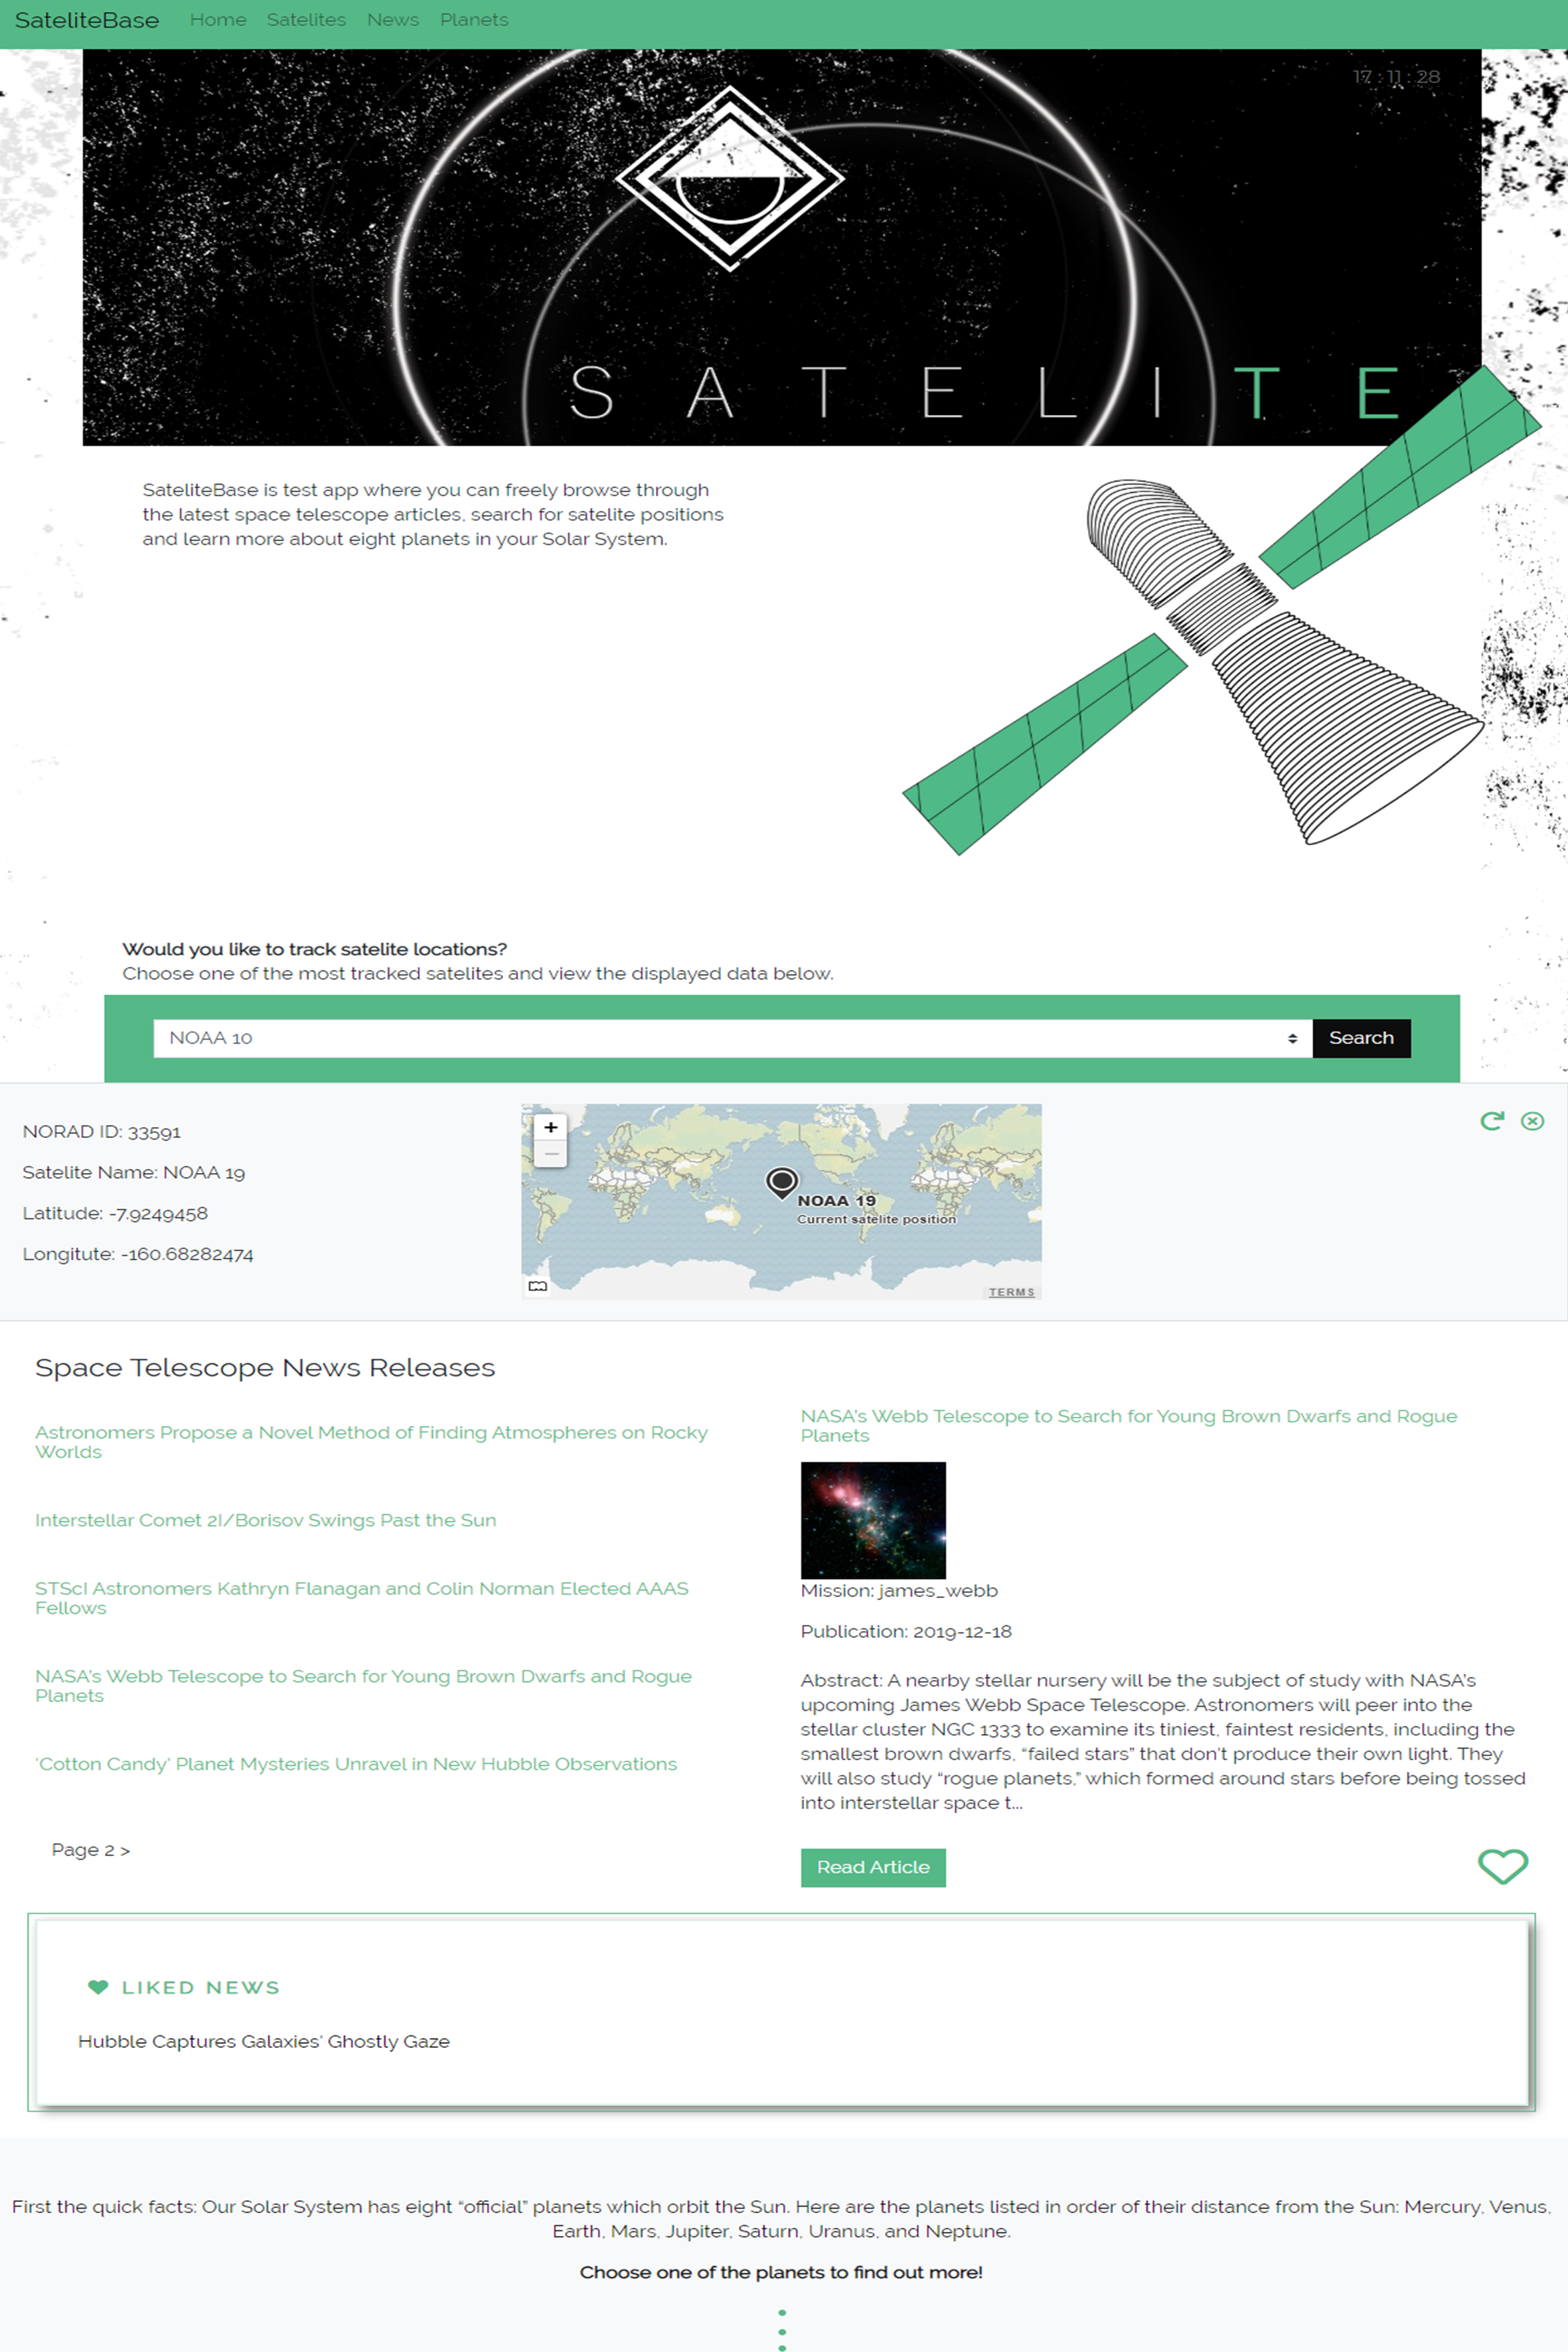 SateliteBase Home Satelites News Planets
17 : 11 : 28
SATELITE
SateliteBase is test app where you can freely browse through
the latest space telescope articles, search for satelite positions
and learn more about eight planets in your Solar System.
Would you like to track satelite locations?
Choose one of the most tracked satelites and view the displayed data below.
NOAA 10 Search
NORAD ID: 33591
Satelite Name: NOAA 19
Latitude: -7.9249458
Longitute: -160.68282474
+
−
NOAA 19
Current satelite position
TERMS
Space Telescope News Releases
Astronomers Propose a Novel Method of Finding Atmospheres on Rocky
Worlds
Interstellar Comet 2I/Borisov Swings Past the Sun
STScI Astronomers Kathryn Flanagan and Colin Norman Elected AAAS
Fellows
NASA's Webb Telescope to Search for Young Brown Dwarfs and Rogue
Planets
'Cotton Candy' Planet Mysteries Unravel in New Hubble Observations
Page 2 >
NASA's Webb Telescope to Search for Young Brown Dwarfs and Rogue
Planets
Mission: james_webb
Publication: 2019-12-18
Abstract: A nearby stellar nursery will be the subject of study with NASA's
upcoming James Webb Space Telescope. Astronomers will peer into the
stellar cluster NGC 1333 to examine its tiniest, faintest residents, including the
smallest brown dwarfs, “failed stars” that don't produce their own light. They
will also study “rogue planets,” which formed around stars before being tossed
into interstellar space t...
Read Article
LIKED NEWS
Hubble Captures Galaxies' Ghostly Gaze
First the quick facts: Our Solar System has eight “official” planets which orbit the Sun. Here are the planets listed in order of their distance from the Sun: Mercury, Venus,
Earth, Mars, Jupiter, Saturn, Uranus, and Neptune.
Choose one of the planets to find out more!